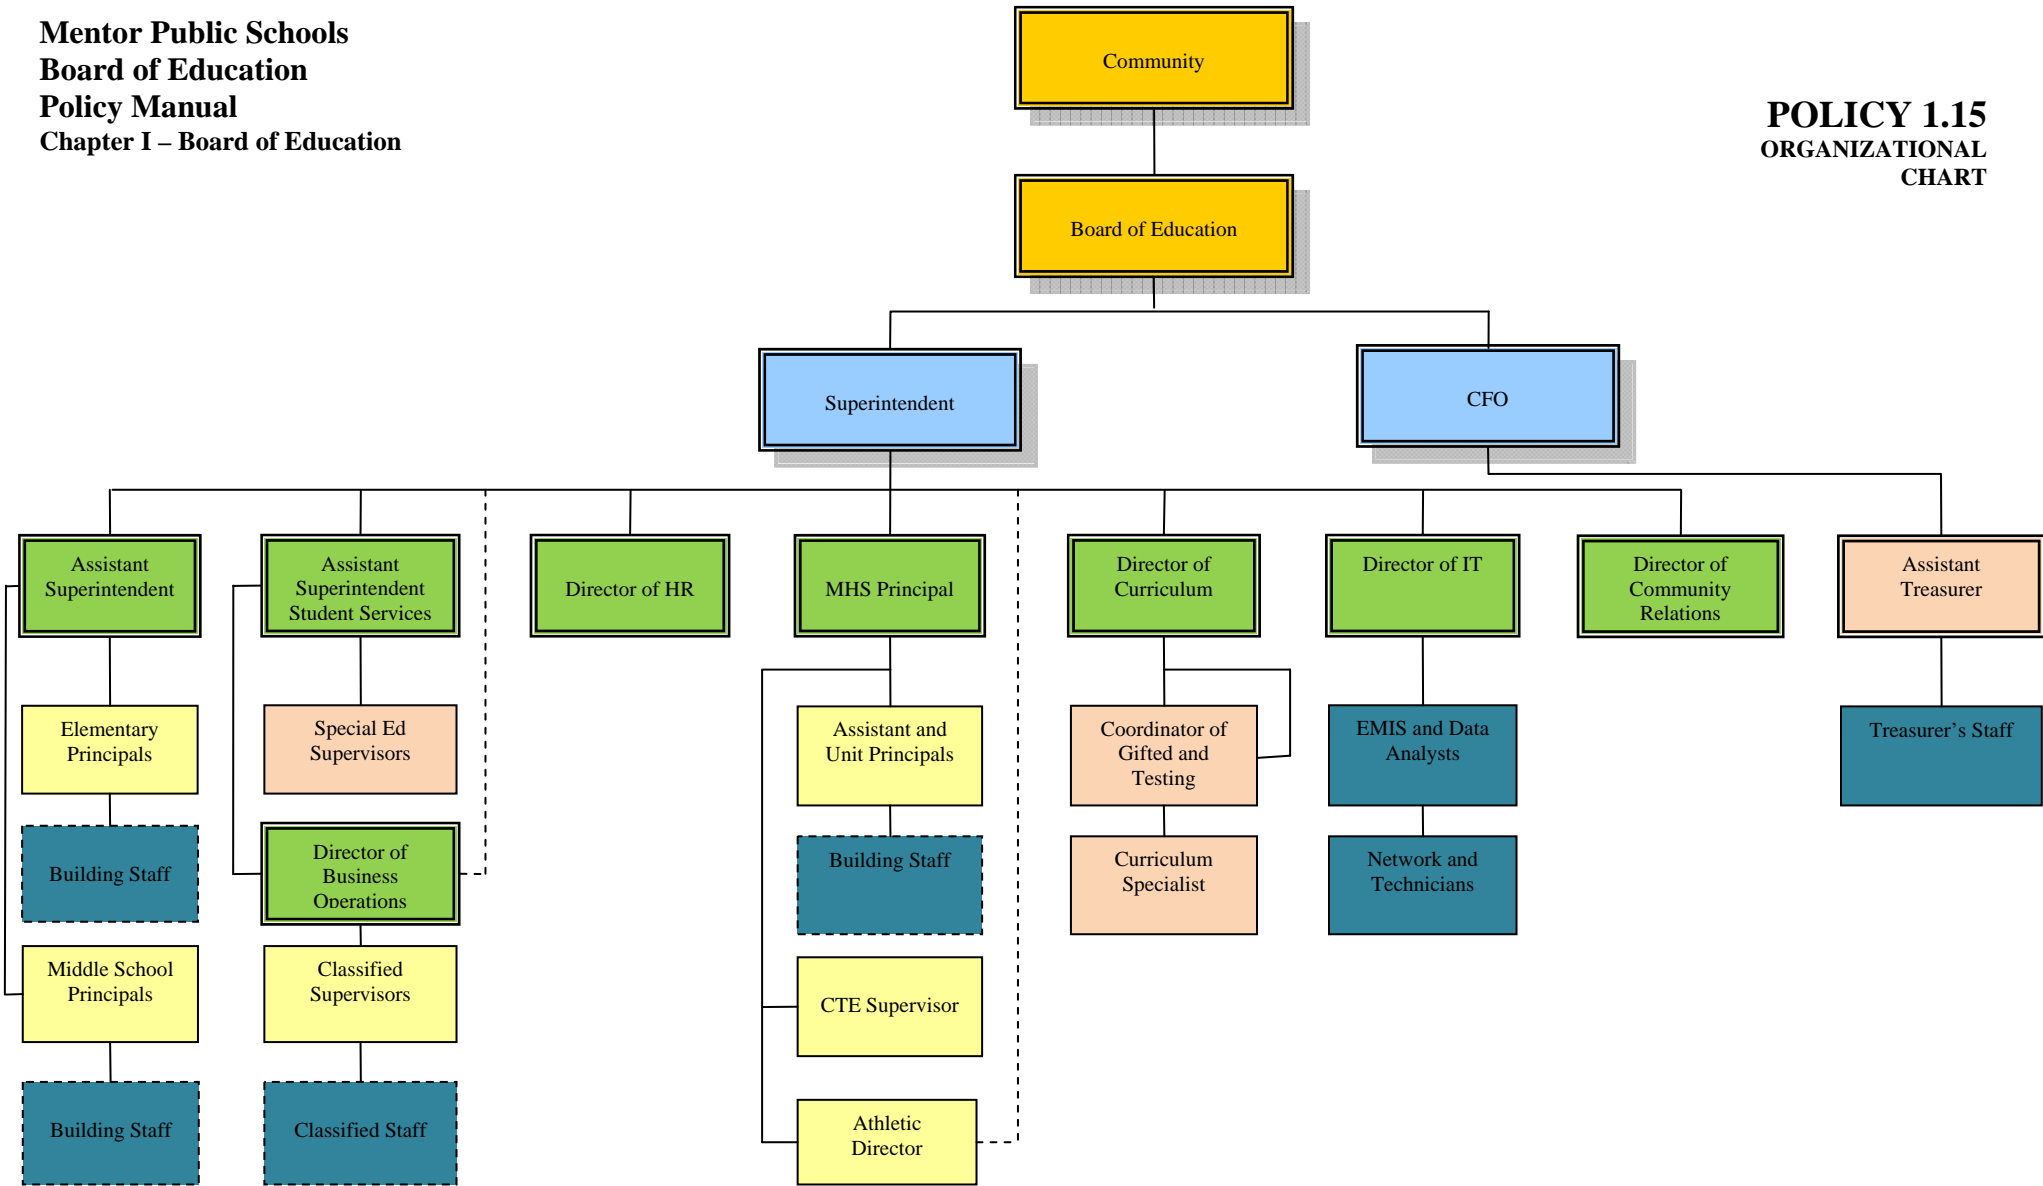 Mentor Public Schools
Board of Education
Policy Manual
Chapter I – Board of Education
POLICY 1.15
ORGANIZATIONAL
CHART
Community
Board of Education
Superintendent
CFO
Assistant
Superintendent
Assistant
Superintendent
Student Services
Director of HR
MHS Principal
Director of
Curriculum
Director of IT
Director of
Community
Relations
Assistant
Treasurer
Elementary
Principals
Special Ed
Supervisors
Assistant and
Unit Principals
Coordinator of
Gifted and
Testing
EMIS and Data
Analysts
Treasurer’s Staff
Building Staff
Director of
Business
Operations
Building Staff
Curriculum
Specialist
Network and
Technicians
Middle School
Principals
Classified
Supervisors
CTE Supervisor
Building Staff
Classified Staff
Athletic
Director